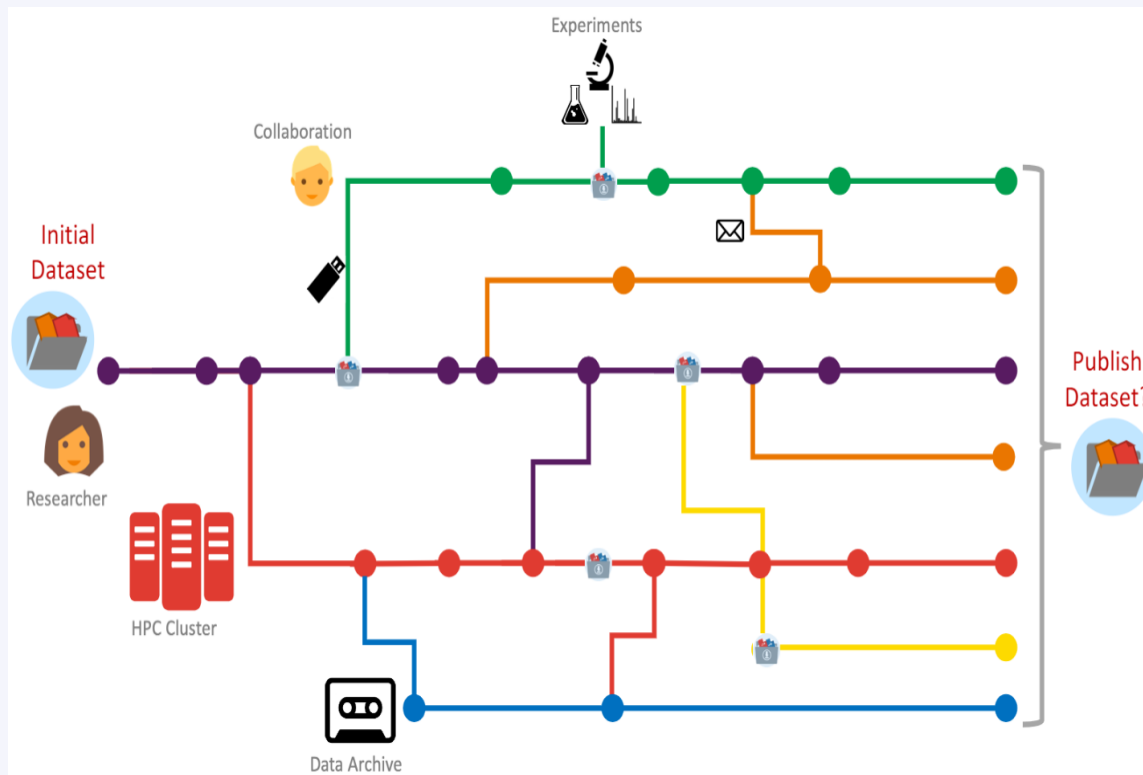 Experiments
Collaboration
Initial
Dataset
Publish
Dataset?
Researcher
HPC Cluster
Data Archive